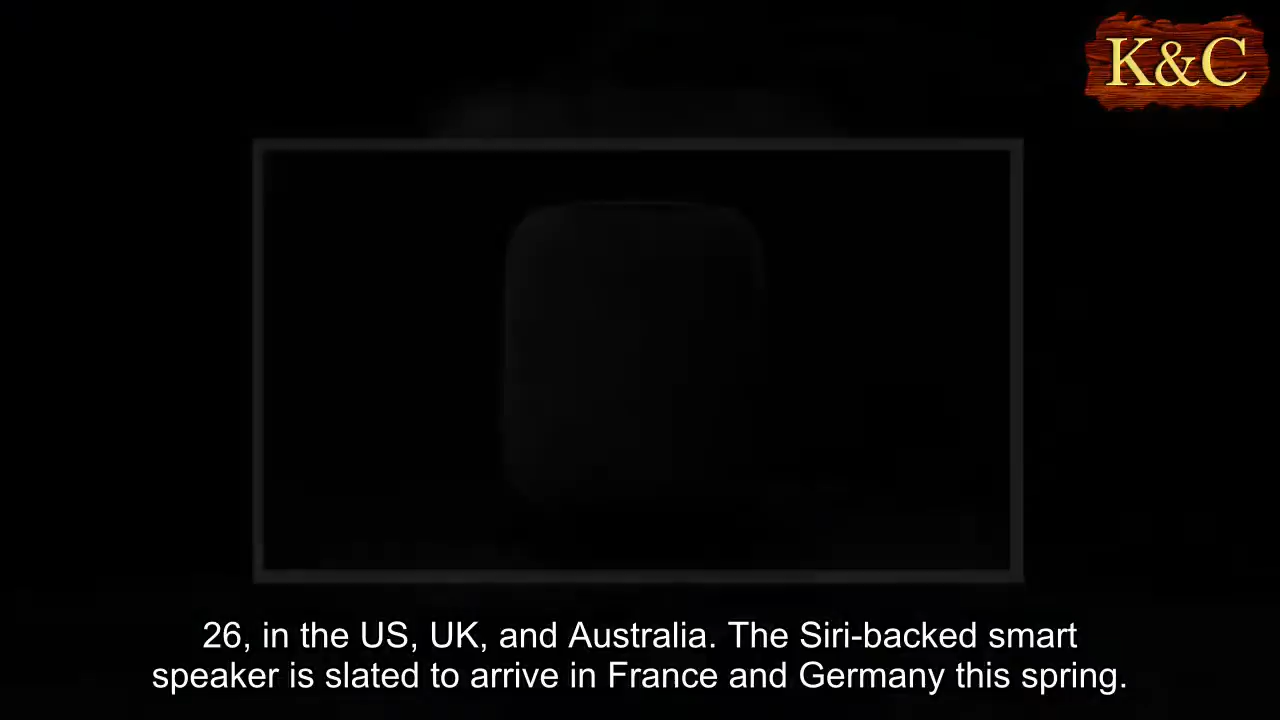 K&C
26, in the US, UK, and Australia. The Siri-backed smart
speaker is slated to arrive in France and Germany this spring.